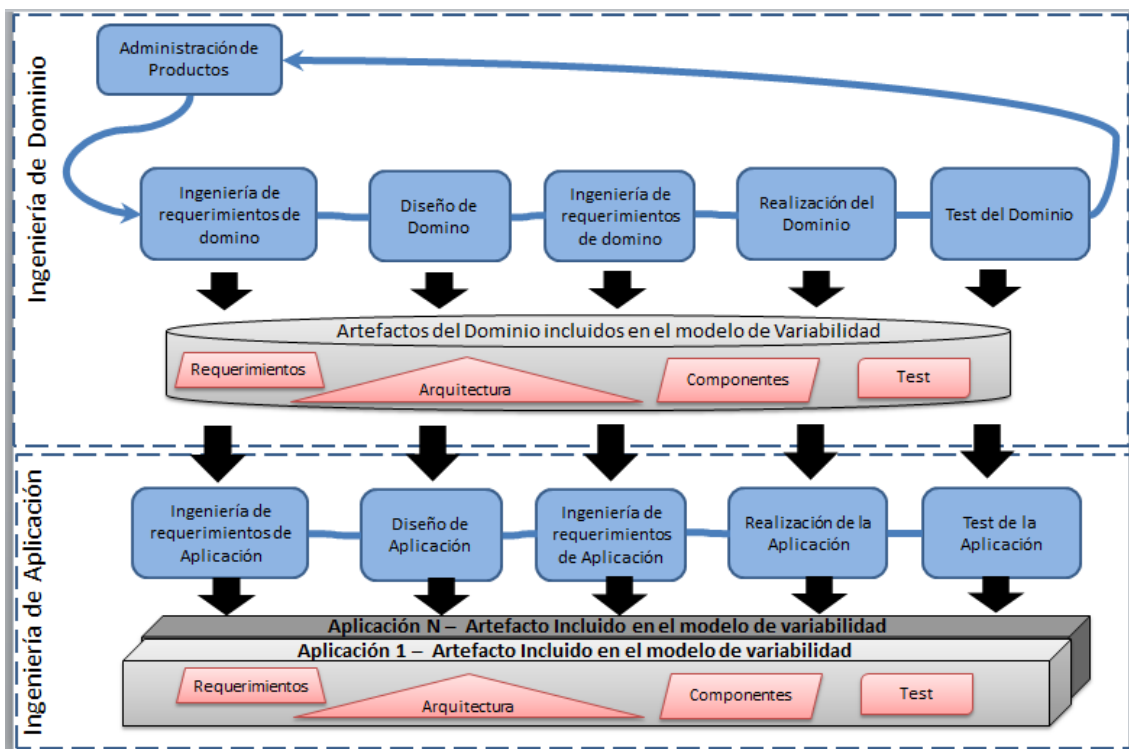 Ingeniería de Dominio
Administración de
Productos
Ingeniería de
requerimientos de
domino
Diseño de
Domino
Ingeniería de
requerimientos
de domino
Realización del
Dominio
Test del Dominio
Artefactos del Dominio incluidos en el modelo de Variabilidad
Requerimientos
Arquitectura
Componentes
Test
Ingeniería de Aplicación
Ingeniería de
requerimientos de
Aplicación
Diseño de
Aplicación
Ingeniería de
requerimientos
de Aplicación
Realización de la
Aplicación
Test de la
Aplicación
Aplicación N – Artefacto Incluido en el modelo de variabilidad
Aplicación 1 – Artefacto Incluido en el modelo de variabilidad
Requerimientos
Arquitectura
Componentes
Test